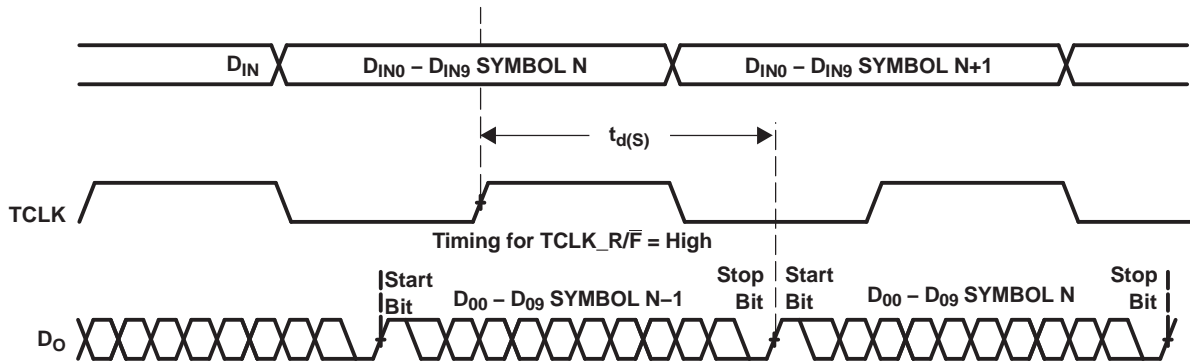 DIN
DIN0 – DIN9 SYMBOL N
DIN0 – DIN9 SYMBOL N+1
td(S)
TCLK
Timing for TCLK_R/F̅ = High
Start
Bit
D00 – D09 SYMBOL N–1
Stop
Bit
Start
Bit
D00 – D09 SYMBOL N
Stop
Bit
DO